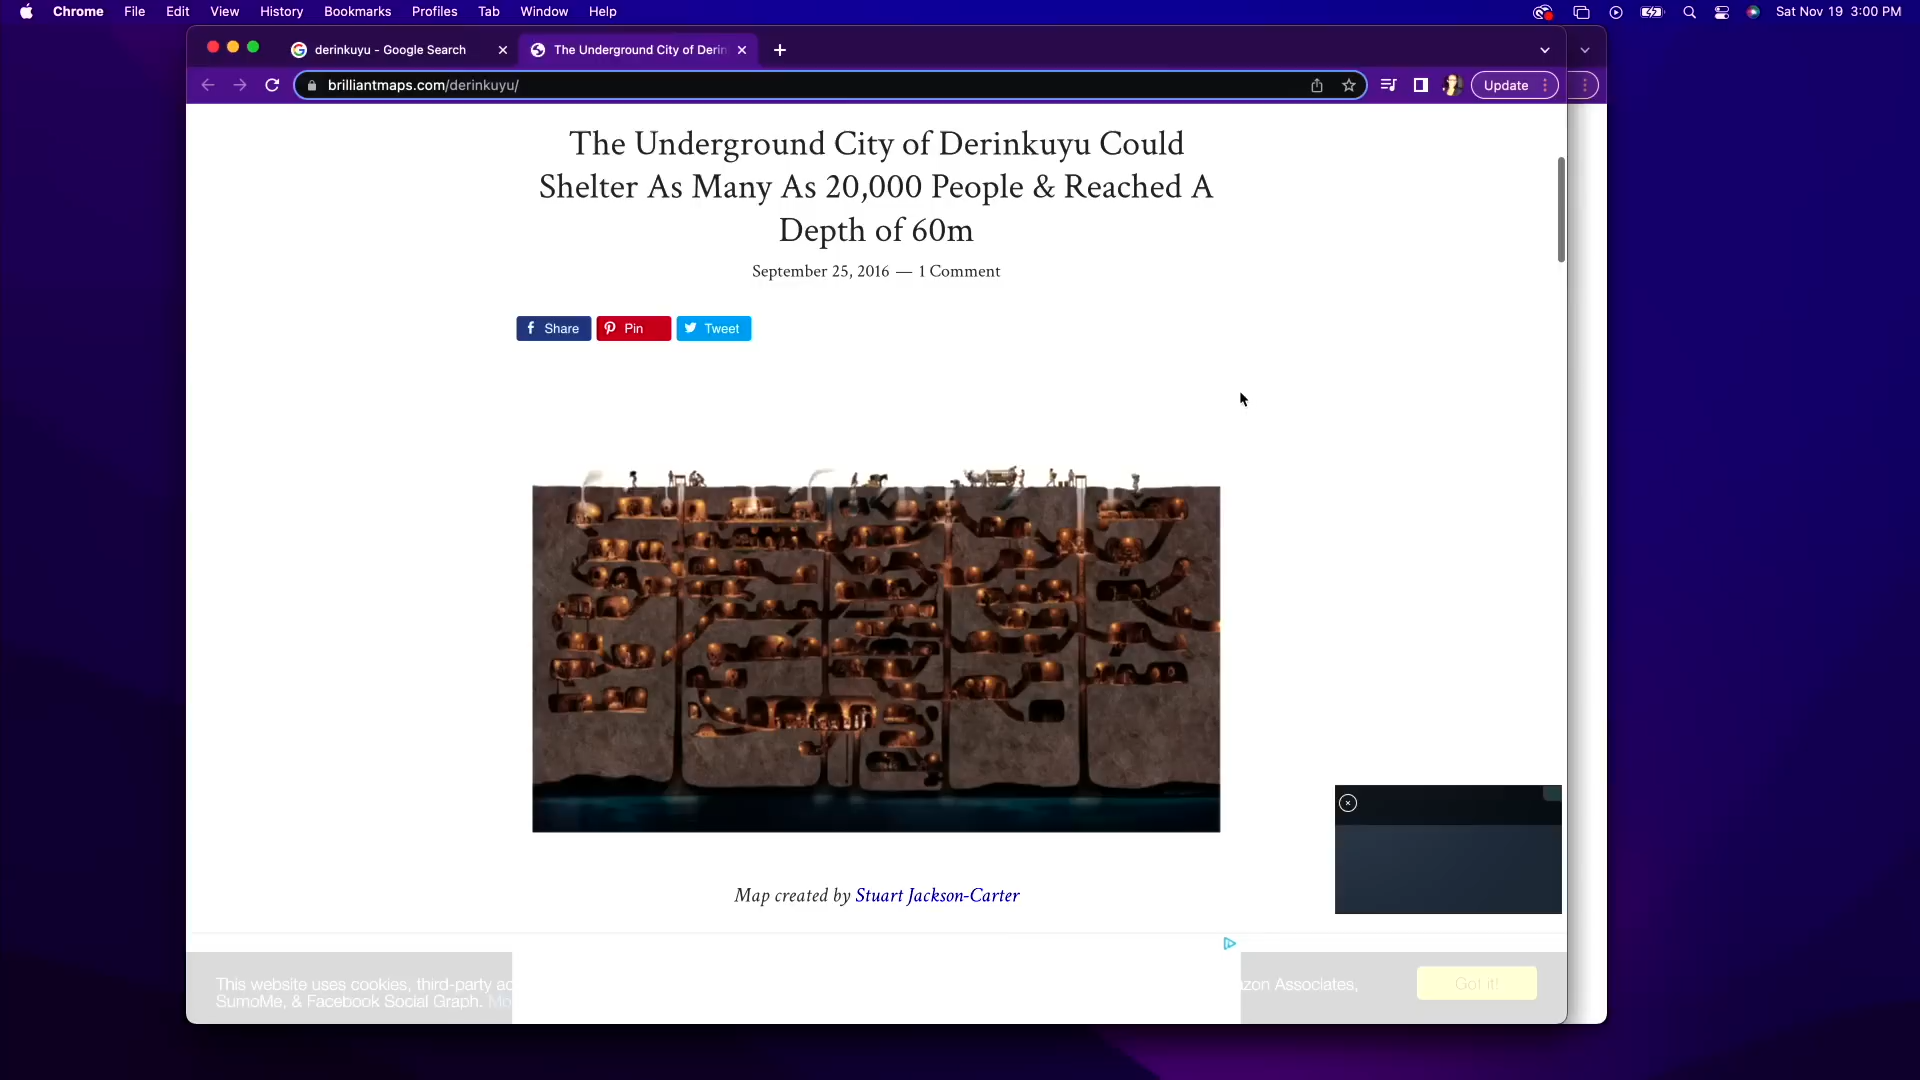 Chrome File Edit View History Bookmarks Profiles Tab Window Help Sat Nov 19 3:00 PM
derinkuyu - Google Search The Underground City of Derin
brilliantmaps.com/derinkuyu/ Update
The Underground City of Derinkuyu Could
Shelter As Many As 20,000 People & Reached A
Depth of 60m
September 25, 2016 — 1 Comment
Share Pin Tweet
Map created by Stuart Jackson-Carter
This website uses cookies, third-party zon Associates, Got it!
SumoMe, & Facebook Social Graph.